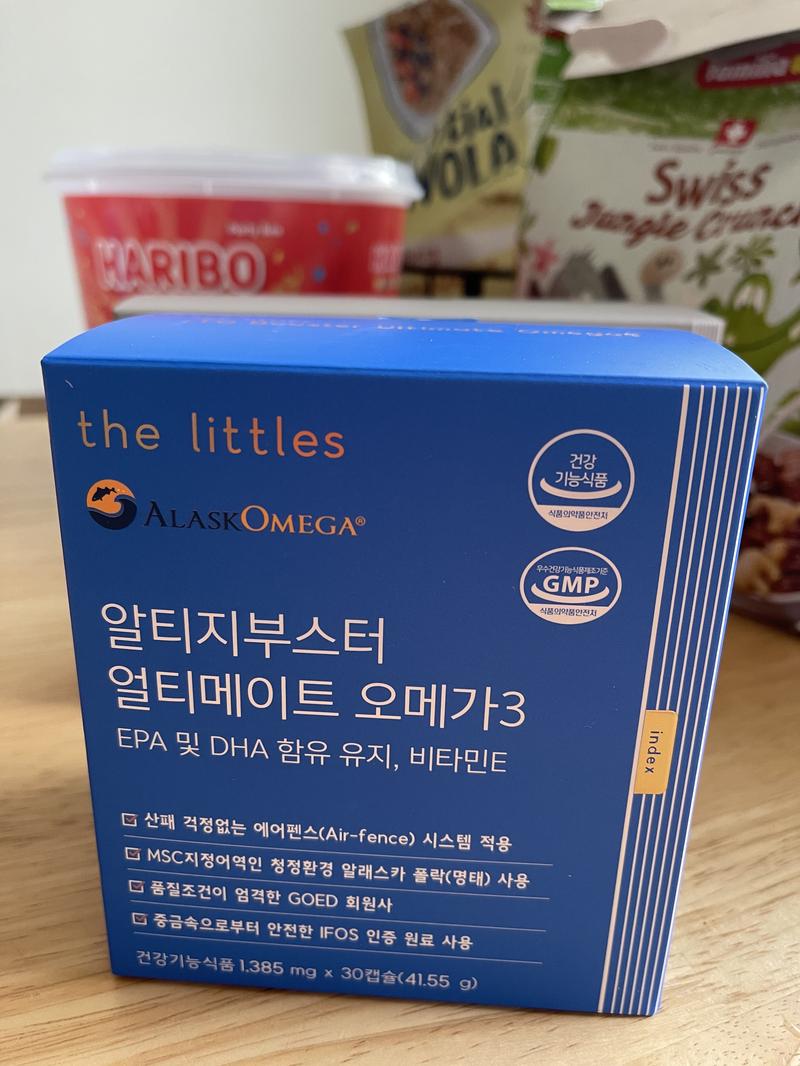 HARIBO
Swiss
Jungle Crunch
familia
rTG Booster Ultimate Omega3
the littles
ALASKOMEGA®
건강
기능식품
식품의약품안전처
우수건강기능식품제조기준
GMP
식품의약품안전처
알티지부스터
얼티메이트 오메가3
EPA 및 DHA 함유 유지, 비타민E
index
산패 걱정없는 에어펜스(Air-fence) 시스템 적용
MSC지정어역인 청정환경 알래스카 폴락(명태) 사용
품질조건이 엄격한 GOED 회원사
중금속으로부터 안전한 IFOS 인증 원료 사용
건강기능식품 1,385 mg x 30캡슐(41.55 g)